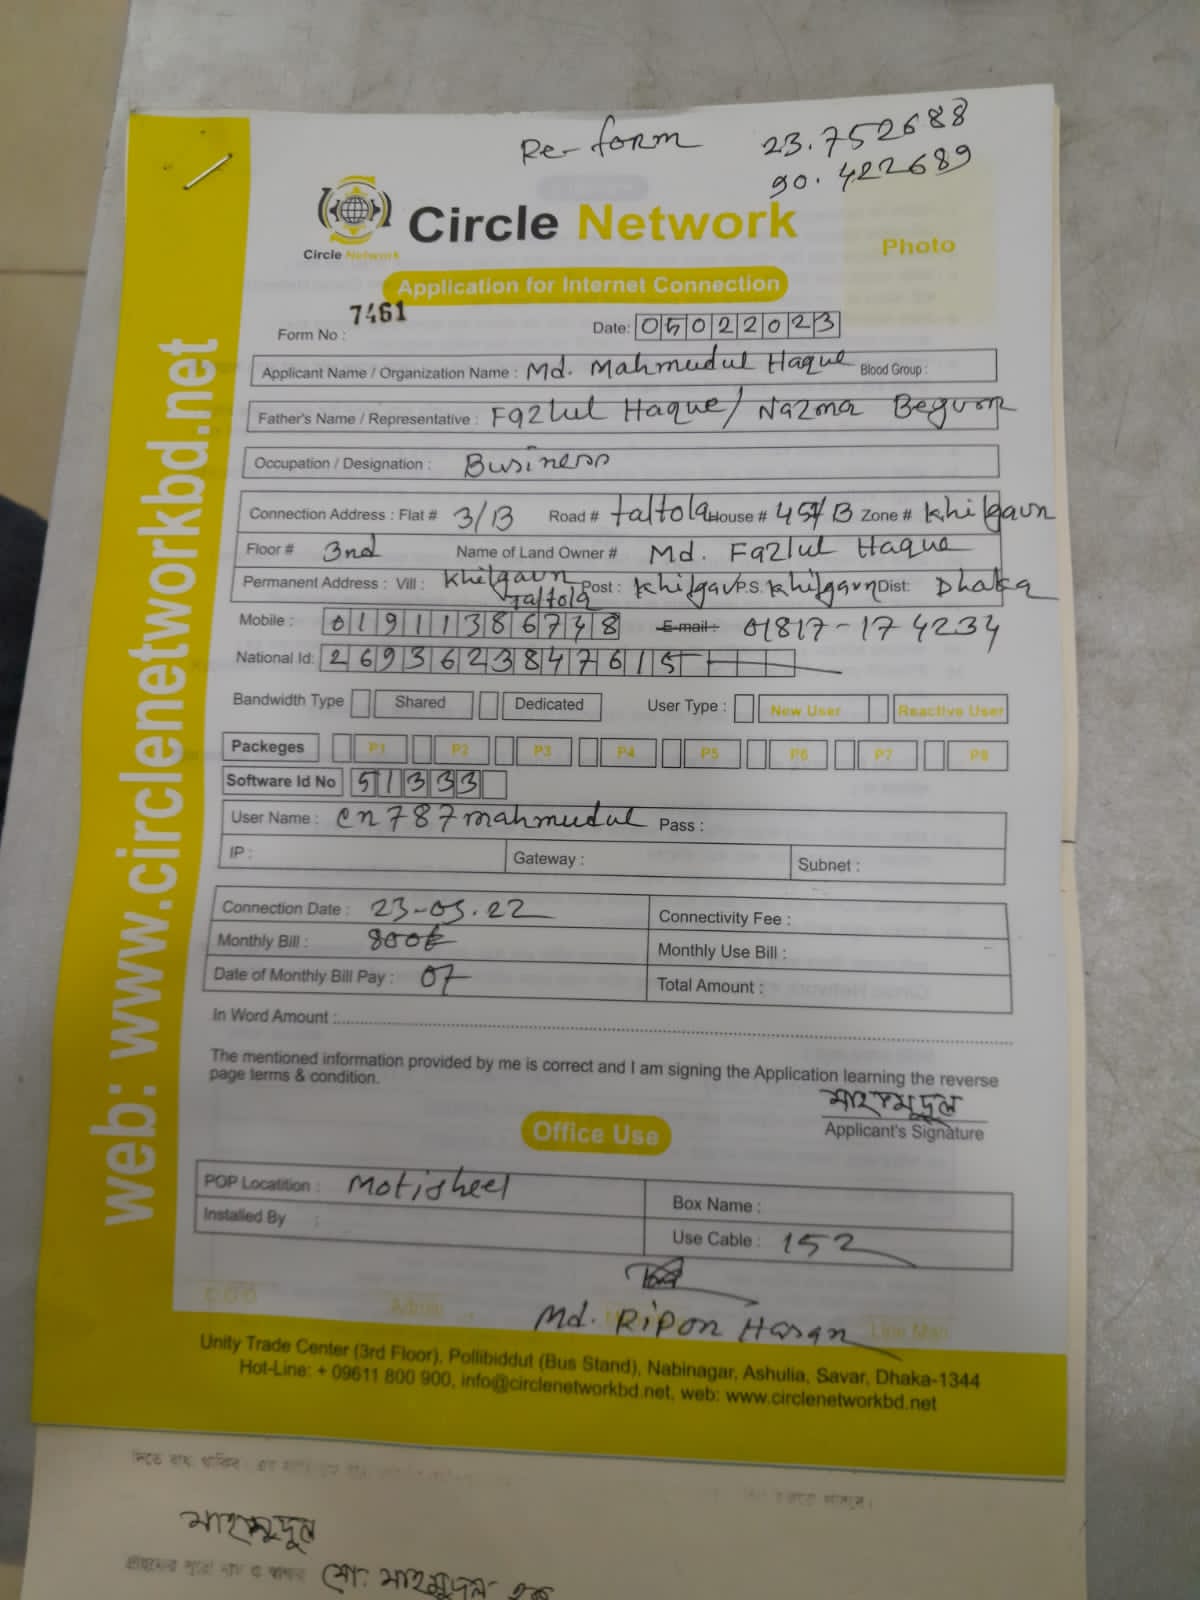 Re-form
23.752688
90.422689
Circle Network
Circle Network
Photo
Application for Internet Connection
Form No : 7461
Date: 05022023
Applicant Name / Organization Name : Md. Mahmudul Haque Blood Group :
Father's Name / Representative : Fazlul Haque/ Nazma Begum
Occupation / Designation : Business
Connection Address : Flat # 3/B Road # taltola House # 457/B Zone # Khilgaun
Floor # 3nd Name of Land Owner # Md. Fazlul Haque
Permanent Address : Vill : Khilgaun Taltola Post : Khilgaun P.S. Khilgaun Dist: Dhaka
Mobile : 01911386748 E-mail : 01817-174234
National Id: 2693623847615
Bandwidth Type Shared Dedicated User Type : New User Reactive User
Packeges P1 P2 P3 P4 P5 P6 P7 P8
Software Id No 51333
User Name : cn787mahmudul Pass :
IP : Gateway : Subnet :
Connection Date : 23-05.22 Connectivity Fee :
Monthly Bill : 800 Monthly Use Bill :
Date of Monthly Bill Pay : 07 Total Amount :
In Word Amount :
The mentioned information provided by me is correct and I am signing the Application learning the reverse
page terms & condition.
মাহমুদুল
Applicant's Signature
Office Use
POP Locatition : Motijheel Box Name :
Installed By : Use Cable : 152
Md. Ripon Hasan
C.O.O Admin Line Man
Unity Trade Center (3rd Floor), Pollibiddut (Bus Stand), Nabinagar, Ashulia, Savar, Dhaka-1344
Hot-Line: + 09611 800 900, info@circlenetworkbd.net, web: www.circlenetworkbd.net
web: www.circlenetworkbd.net
মাহমুদুল
মো: মাহমুদুল হক